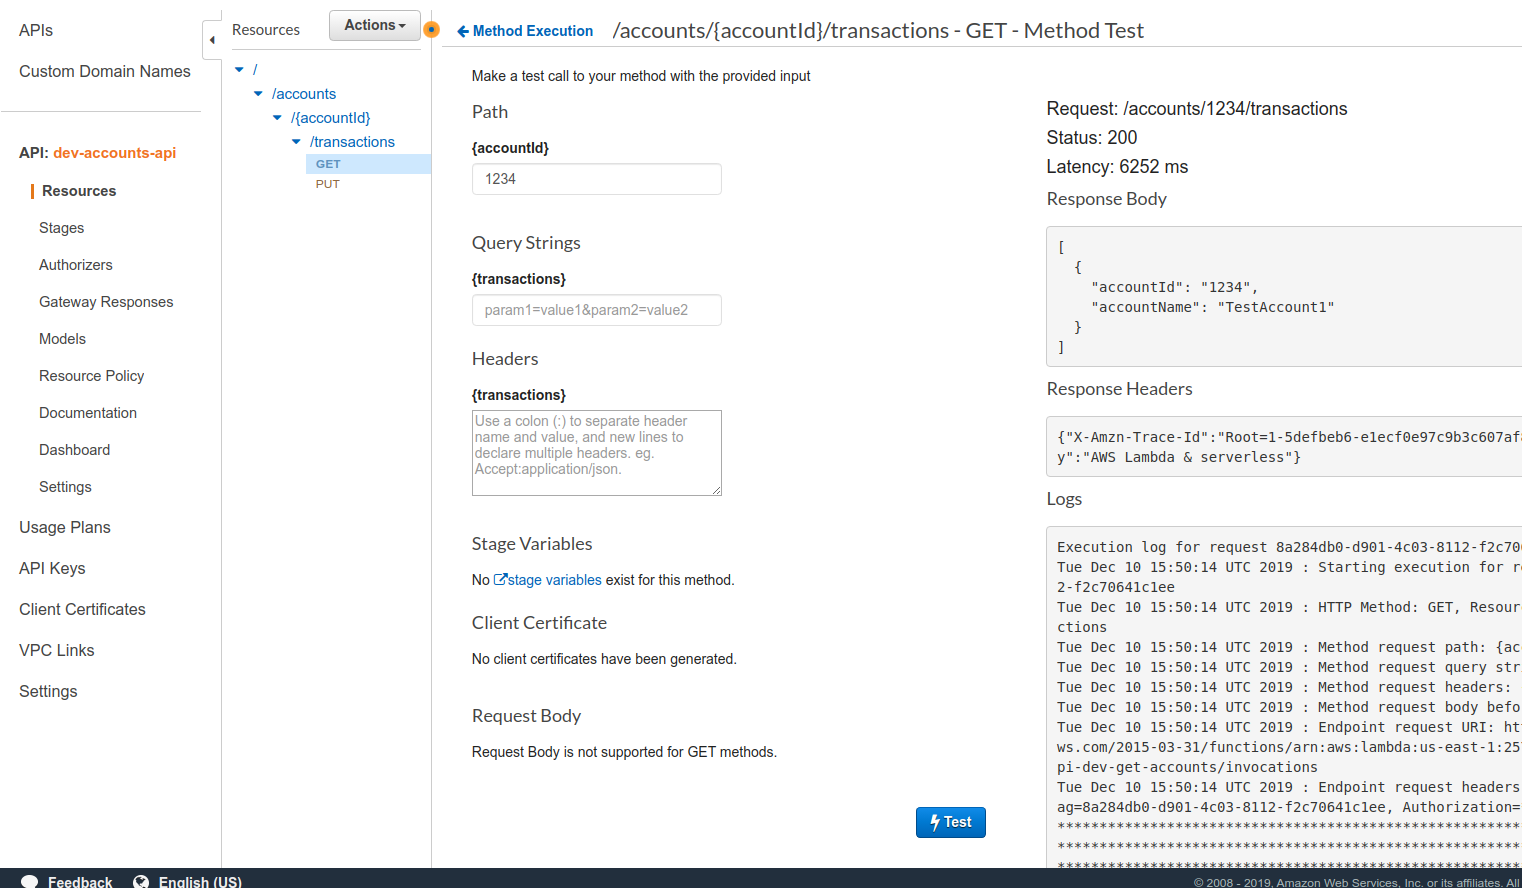 APIs
Custom Domain Names
API: dev-accounts-api
Resources
Stages
Authorizers
Gateway Responses
Models
Resource Policy
Documentation
Dashboard
Settings
Usage Plans
API Keys
Client Certificates
VPC Links
Settings
Resources
Actions
/
/accounts
/{accountId}
/transactions
GET
PUT
Method Execution /accounts/{accountId}/transactions - GET - Method Test
Make a test call to your method with the provided input
Path
{accountId}
1234
Query Strings
{transactions}
param1=value1&param2=value2
Headers
{transactions}
Use a colon (:) to separate header
name and value, and new lines to
declare multiple headers. eg.
Accept:application/json.
Stage Variables
No stage variables exist for this method.
Client Certificate
No client certificates have been generated.
Request Body
Request Body is not supported for GET methods.
Test
Request: /accounts/1234/transactions
Status: 200
Latency: 6252 ms
Response Body
[
{
"accountId": "1234",
"accountName": "TestAccount1"
}
]
Response Headers
{"X-Amzn-Trace-Id":"Root=1-5defbeb6-e1ecf0e97c9b3c607af
y":"AWS Lambda & serverless"}
Logs
Execution log for request 8a284db0-d901-4c03-8112-f2c70
Tue Dec 10 15:50:14 UTC 2019 : Starting execution for r
2-f2c70641c1ee
Tue Dec 10 15:50:14 UTC 2019 : HTTP Method: GET, Resour
ctions
Tue Dec 10 15:50:14 UTC 2019 : Method request path: {ac
Tue Dec 10 15:50:14 UTC 2019 : Method request query str
Tue Dec 10 15:50:14 UTC 2019 : Method request headers:
Tue Dec 10 15:50:14 UTC 2019 : Method request body befo
Tue Dec 10 15:50:14 UTC 2019 : Endpoint request URI: ht
ws.com/2015-03-31/functions/arn:aws:lambda:us-east-1:25
pi-dev-get-accounts/invocations
Tue Dec 10 15:50:14 UTC 2019 : Endpoint request headers
ag=8a284db0-d901-4c03-8112-f2c70641c1ee, Authorization=
*******************************************************
*******************************************************
*******************************************************
Feedback English (US)
© 2008 - 2019, Amazon Web Services, Inc. or its affiliates. All